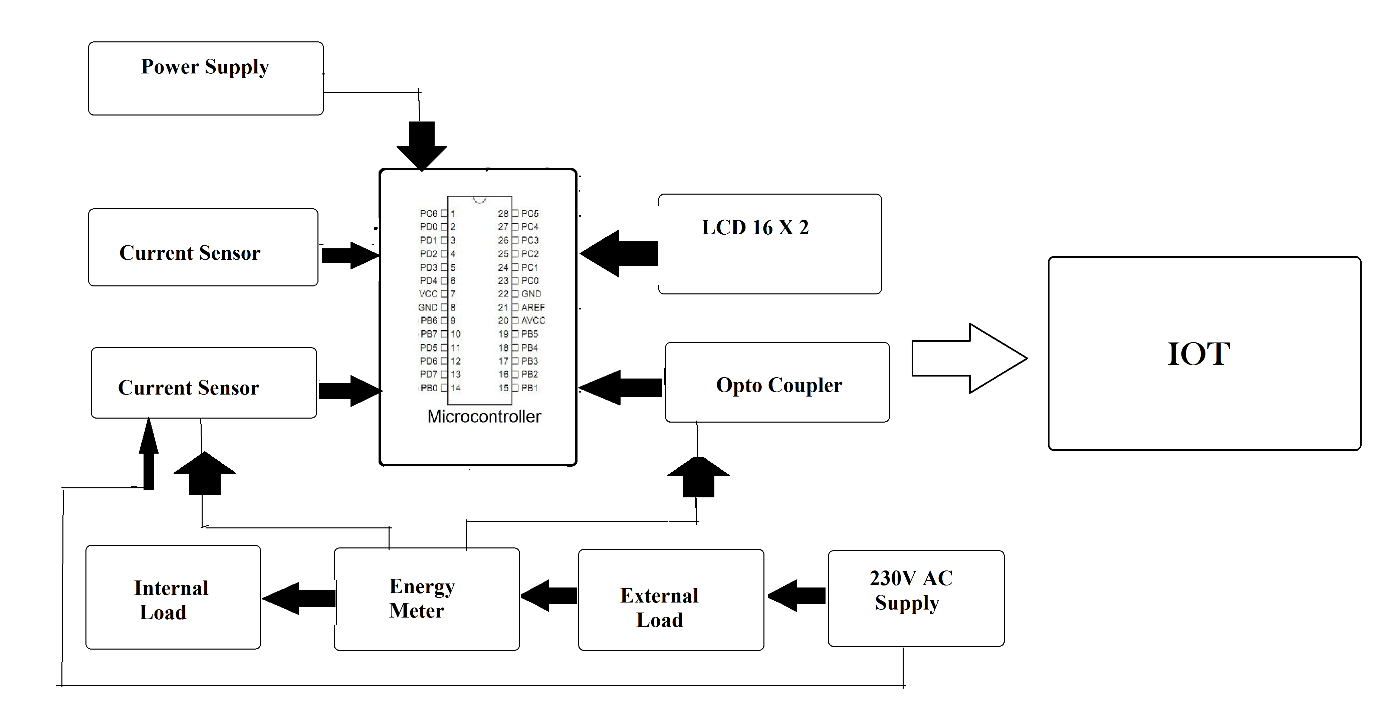 Power Supply
Current Sensor
PC6 1 28 PC5
PD0 2 27 PC4
PD1 3 26 PC3
PD2 4 25 PC2
PD3 5 24 PC1
PD4 6 23 PC0
VCC 7 22 GND
GND 8 21 AREF
PB6 9 20 AVCC
PB7 10 19 PB5
PD5 11 18 PB4
PD6 12 17 PB3
PD7 13 16 PB2
PB0 14 15 PB1
Microcontroller
LCD 16 X 2
Current Sensor
Opto Coupler
IOT
Internal
Load
Energy
Meter
External
Load
230V AC
Supply